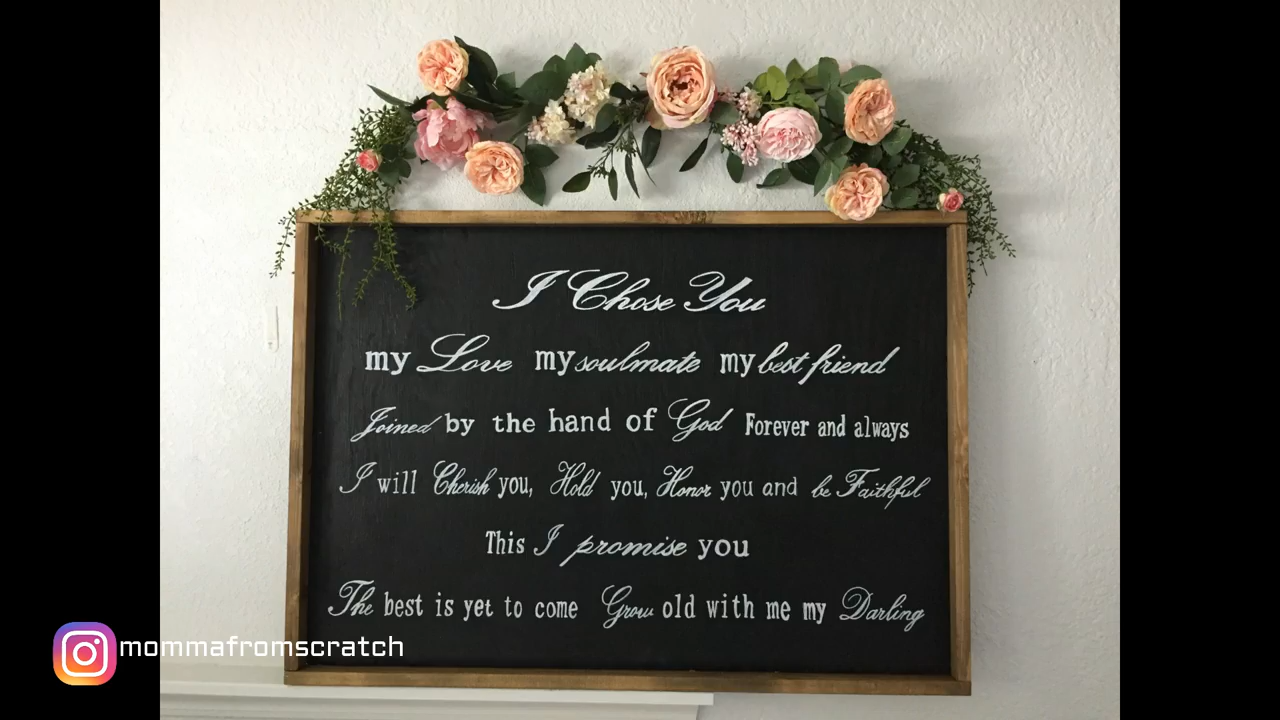 I Chose You
my Love my soulmate my best friend
Joined by the hand of God Forever and always
I will Cherish you, Hold you, Honor you and be Faithful
This I promise you
The best is yet to come Grow old with me my Darling
mommafromscratch